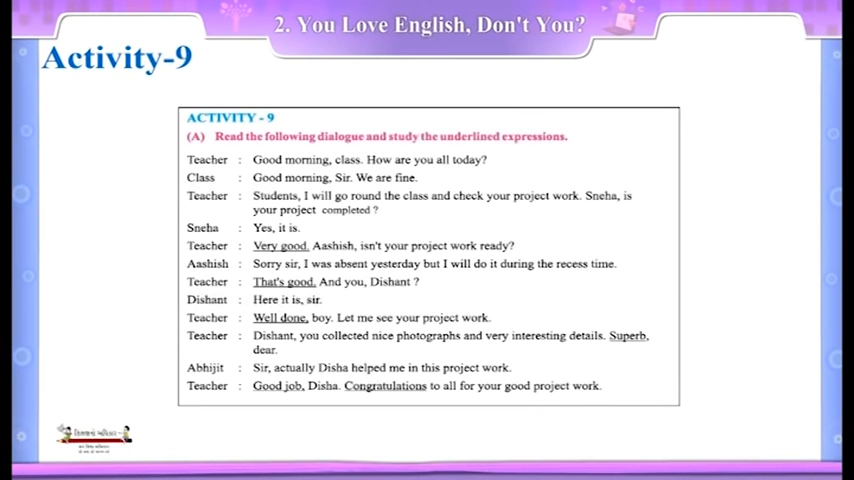 2. You Love English, Don't You?
Activity-9
ACTIVITY - 9
(A) Read the following dialogue and study the underlined expressions.
Teacher : Good morning, class. How are you all today?
Class : Good morning, Sir. We are fine.
Teacher : Students, I will go round the class and check your project work. Sneha, is
your project completed ?
Sneha : Yes, it is.
Teacher : Very good. Aashish, isn't your project work ready?
Aashish : Sorry sir, I was absent yesterday but I will do it during the recess time.
Teacher : That's good. And you, Dishant ?
Dishant : Here it is, sir.
Teacher : Well done, boy. Let me see your project work.
Teacher : Dishant, you collected nice photographs and very interesting details. Superb,
dear.
Abhijit : Sir, actually Disha helped me in this project work.
Teacher : Good job, Disha. Congratulations to all for your good project work.